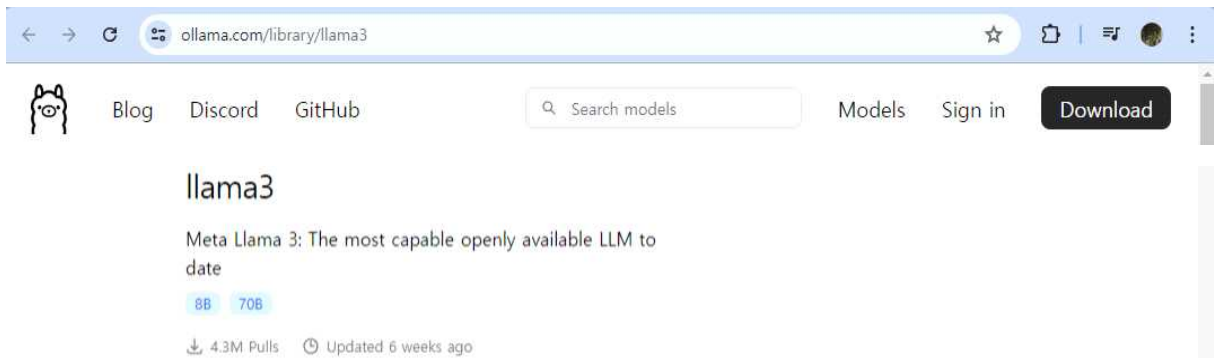 ollama.com/library/llama3
Blog Discord GitHub Search models Models Sign in Download
llama3
Meta Llama 3: The most capable openly available LLM to
date
8B 70B
4.3M Pulls Updated 6 weeks ago